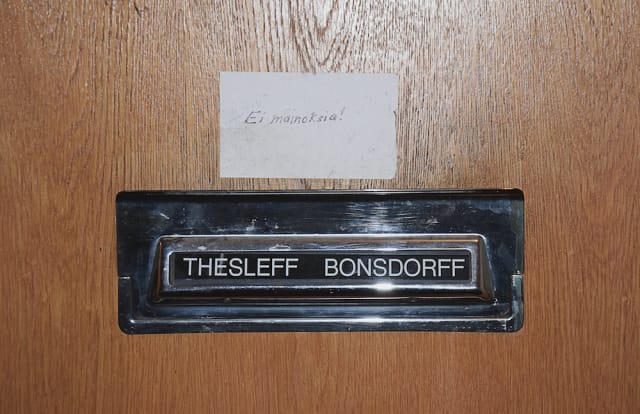 Ei mainoksia!
THESLEFF BONSDORFF